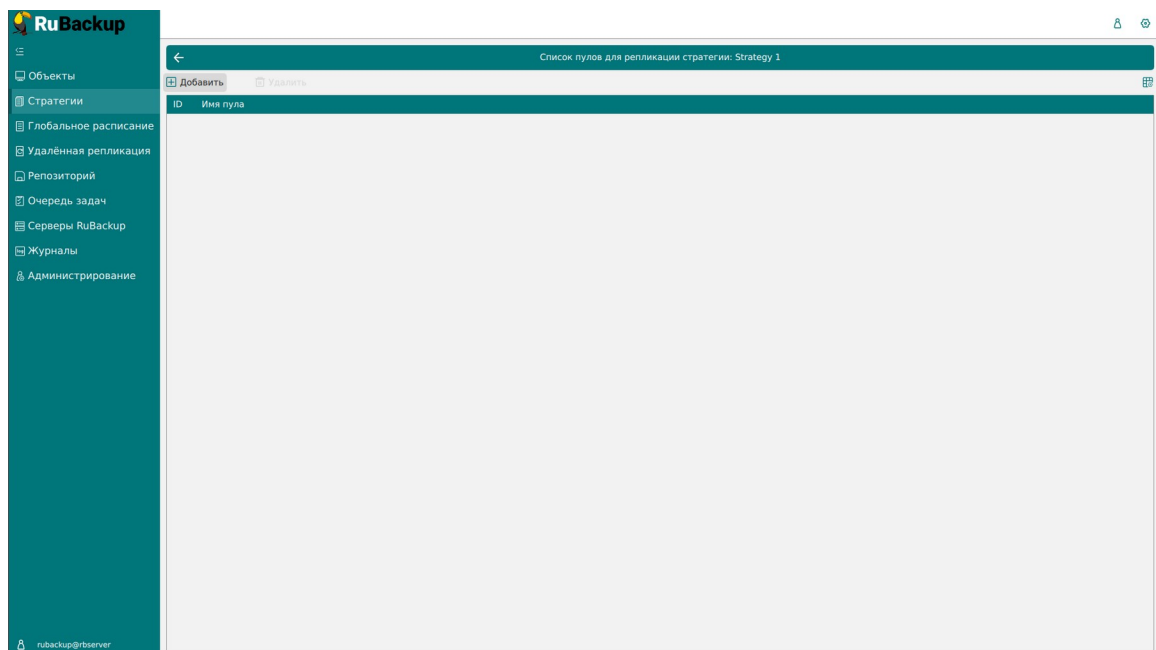 RuBackup
Список пулов для репликации стратегии: Strategy 1
Объекты
Добавить
Удалить
Стратегии
ID Имя пула
Глобальное расписание
Удалённая репликация
Репозиторий
Очередь задач
Серверы RuBackup
Журналы
Администрирование
rubackup@rbserver